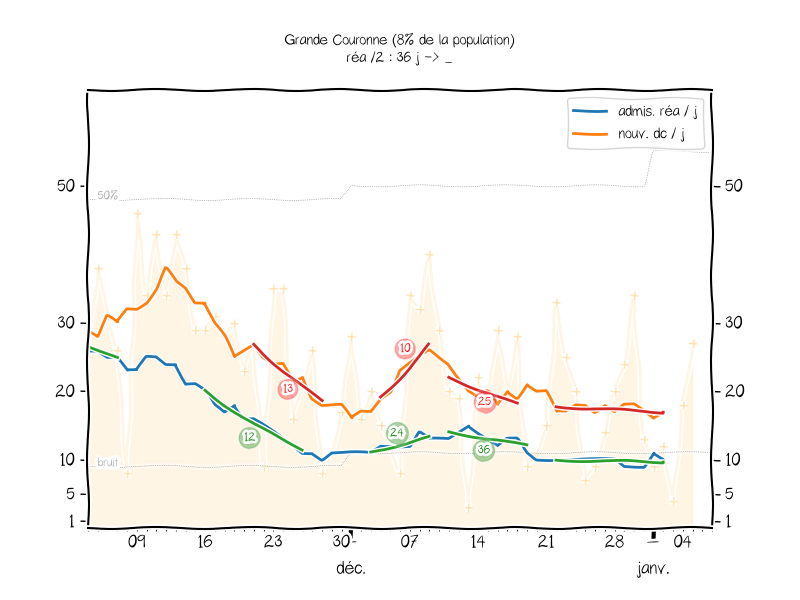 Grande Couronne (8% de la population)
réa /2 : 36 j -> _
admis. réa / j
nouv. dc / j
50 50
50%
30 30
10
13 25
20 20
24
12 36
bruit
10 10
5 5
1 1
09 16 23 30 07 14 21 28 04
déc. janv.